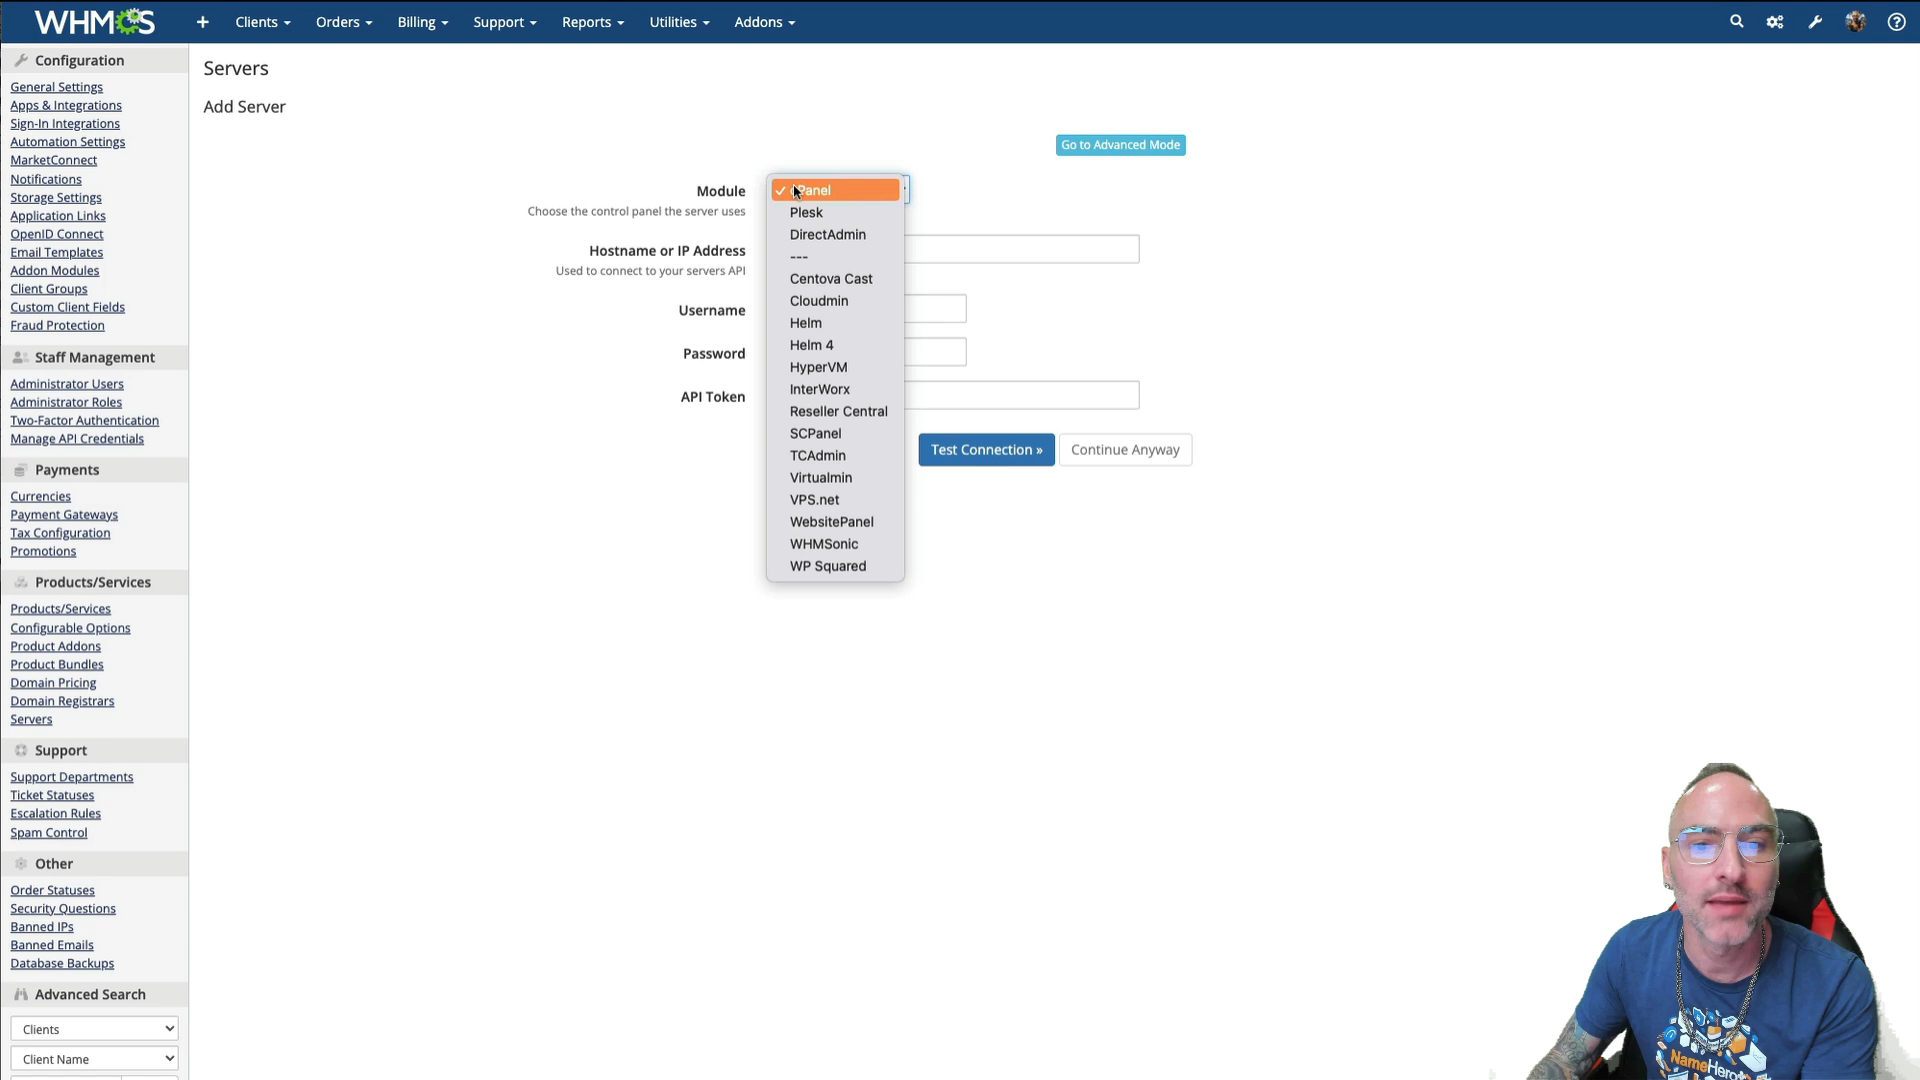 WHMCS
Clients
Orders
Billing
Support
Reports
Utilities
Addons
Configuration
General Settings
Apps & Integrations
Sign-In Integrations
Automation Settings
MarketConnect
Notifications
Storage Settings
Application Links
OpenID Connect
Email Templates
Addon Modules
Client Groups
Custom Client Fields
Fraud Protection
Staff Management
Administrator Users
Administrator Roles
Two-Factor Authentication
Manage API Credentials
Payments
Currencies
Payment Gateways
Tax Configuration
Promotions
Products/Services
Products/Services
Configurable Options
Product Addons
Product Bundles
Domain Pricing
Domain Registrars
Servers
Support
Support Departments
Ticket Statuses
Escalation Rules
Spam Control
Other
Order Statuses
Security Questions
Banned IPs
Banned Emails
Database Backups
Advanced Search
Clients
Client Name
Servers
Add Server
Go to Advanced Mode
Module
Choose the control panel the server uses
Hostname or IP Address
Used to connect to your servers API
Username
Password
API Token
cPanel
Plesk
DirectAdmin
---
Centova Cast
Cloudmin
Helm
Helm 4
HyperVM
InterWorx
Reseller Central
SCPanel
TCAdmin
Virtualmin
VPS.net
WebsitePanel
WHMSonic
WP Squared
Test Connection »
Continue Anyway
NameHero